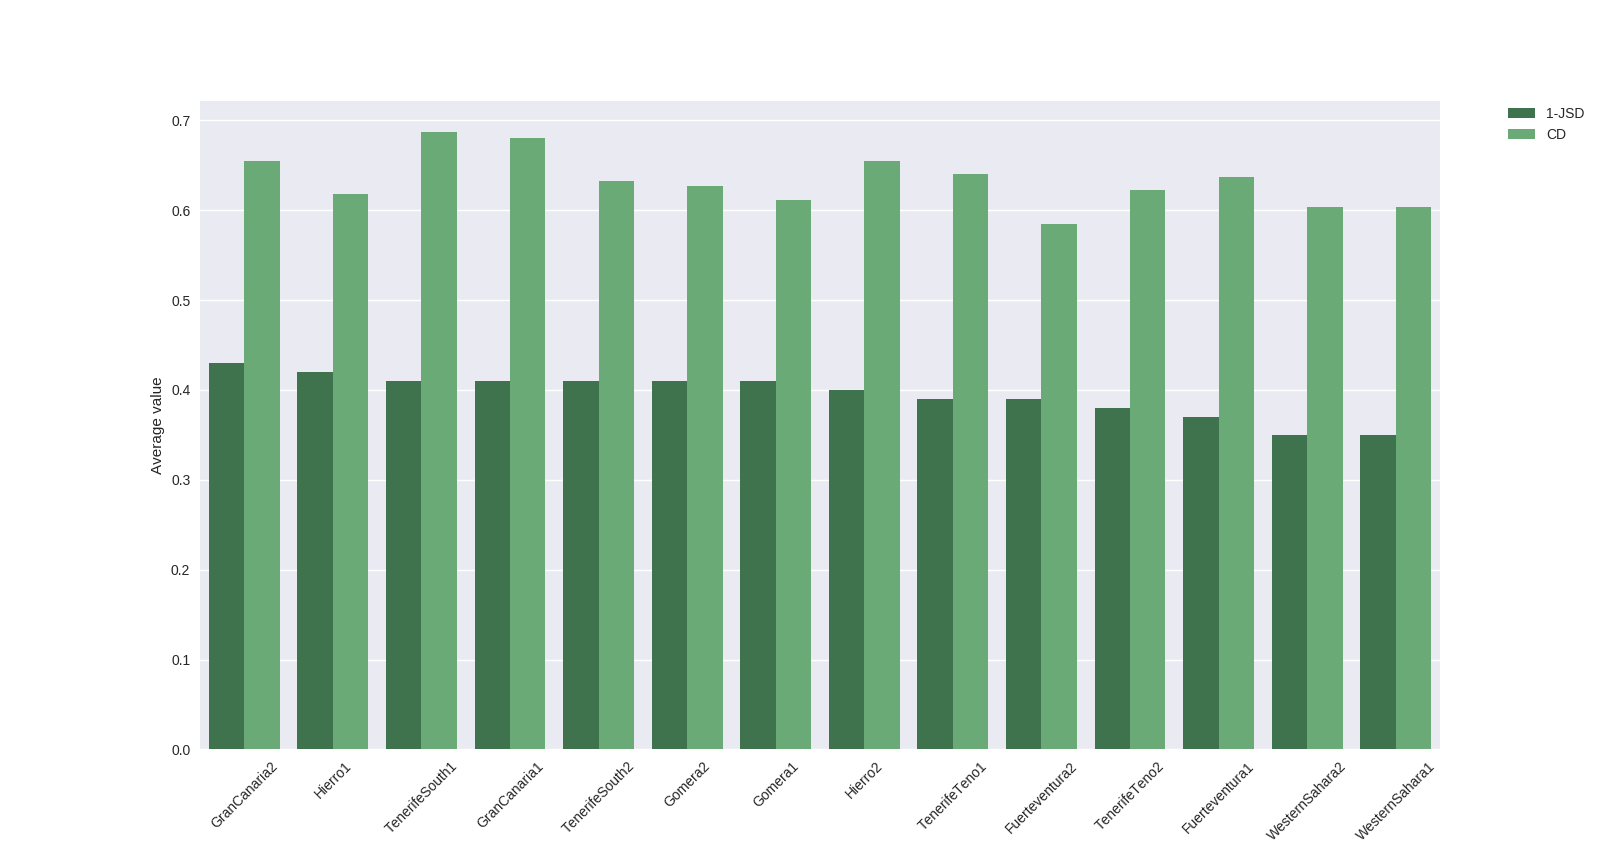 1-JSD
CD
Average value
0.7
0.6
0.5
0.4
0.3
0.2
0.1
0.0
GranCanaria2
Hierro1
TenerifeSouth1
GranCanaria1
TenerifeSouth2
Gomera2
Gomera1
Hierro2
TenerifeTeno1
Fuerteventura2
TenerifeTeno2
Fuerteventura1
WesternSahara2
WesternSahara1